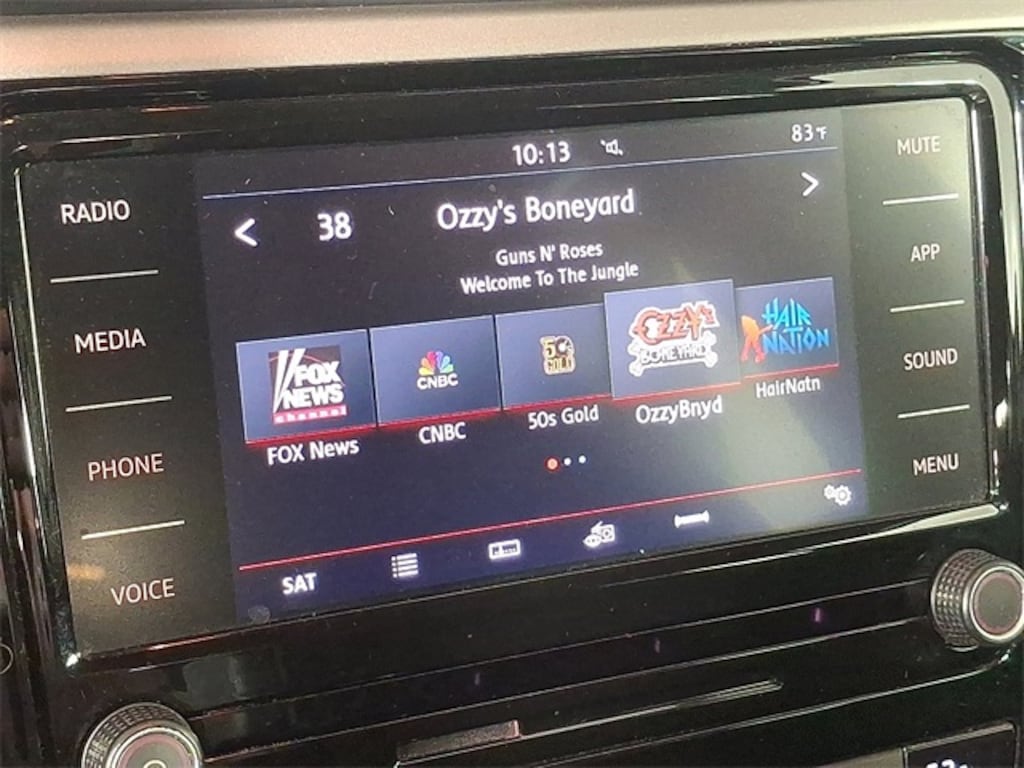 10:13
83°F
MUTE
RADIO
38
Ozzy's Boneyard
Guns N' Roses
Welcome To The Jungle
APP
MEDIA
FOX
NEWS
channel
CNBC
50s
GOLD
OZZY'S
BONEYARD
HAIR
NATION
SOUND
FOX News
CNBC
50s Gold
OzzyBnyd
HairNatn
PHONE
MENU
SAT
VOICE